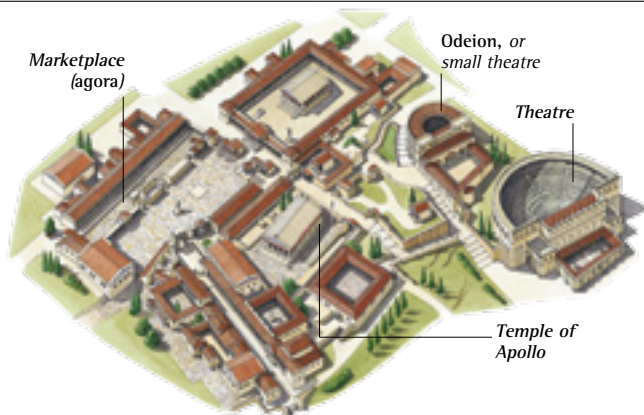 Marketplace
(agora)
Odeion, or
small theatre
Theatre
Temple of
Apollo